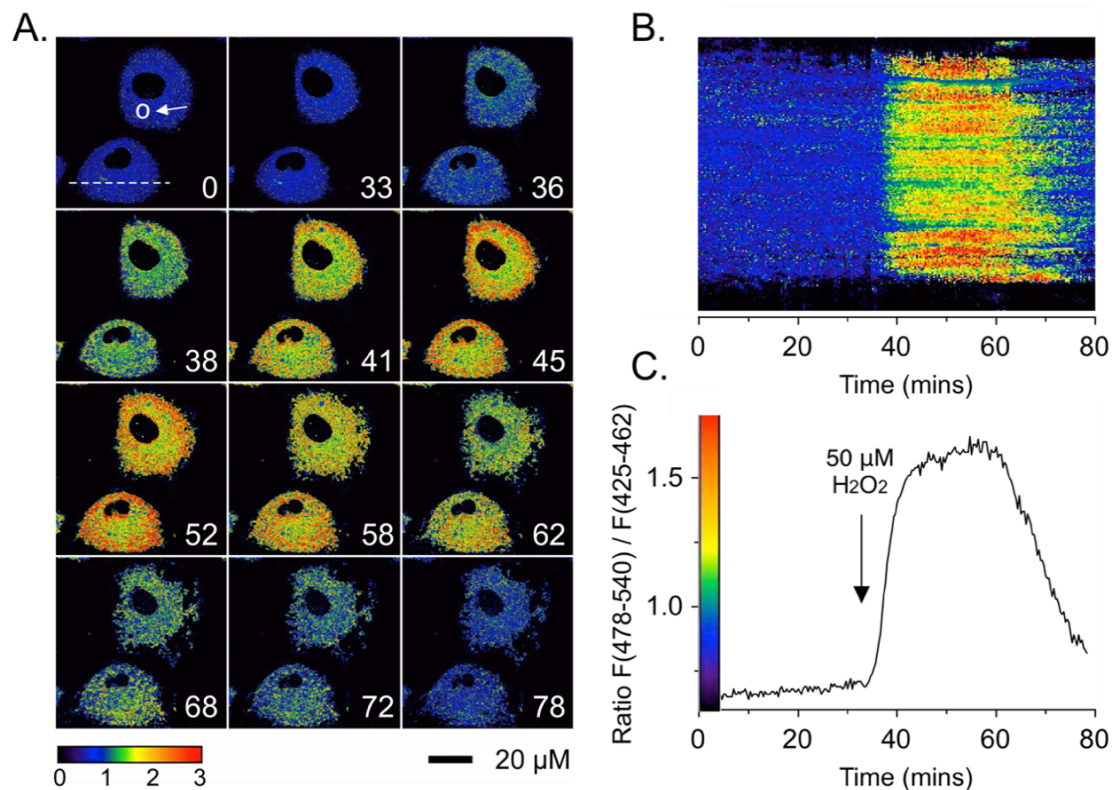 A.
0
33
36
38
41
45
52
58
62
68
72
78
0 1 2 3
20 µM
B.
0 20 40 60 80
Time (mins)
C.
Ratio F(478-540) / F(425-462)
1.5
1.0
50 µM
H2O2
0 20 40 60 80
Time (mins)